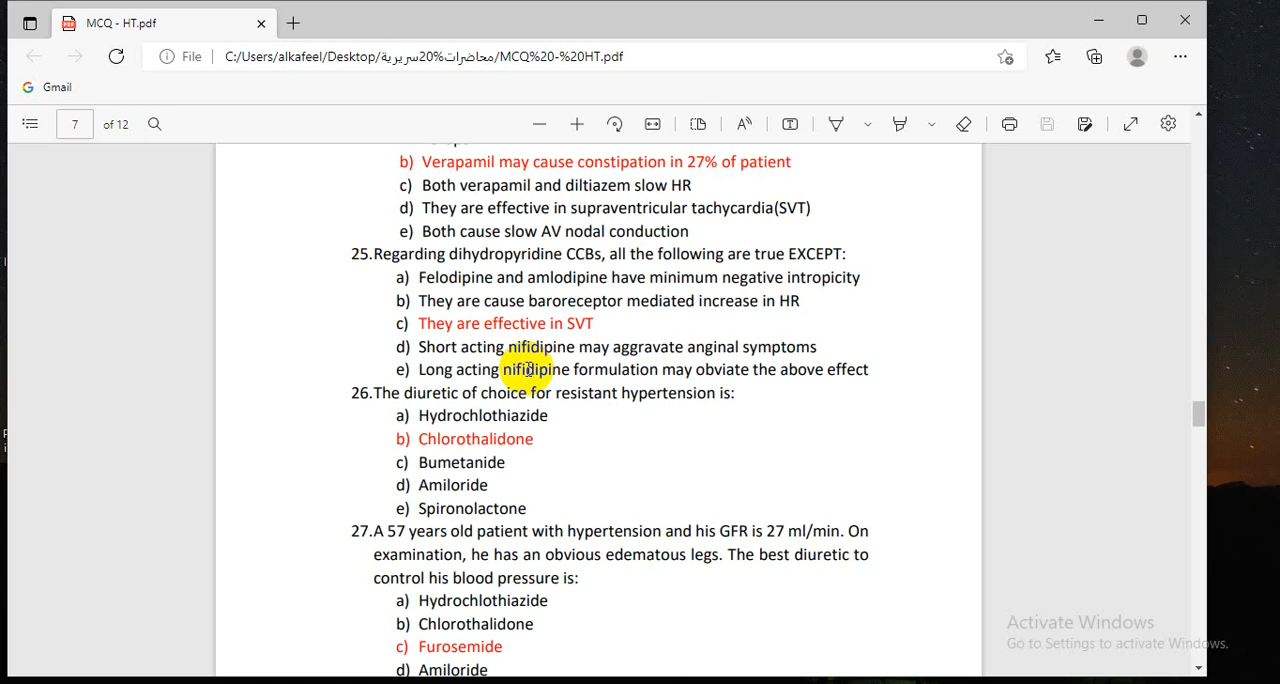 MCQ - HT.pdf
File
C:/Users/alkafeel/Desktop/محاضرات%20سريرية/MCQ%20-%20HT.pdf
Gmail
7 of 12
b) Verapamil may cause constipation in 27% of patient
c) Both verapamil and diltiazem slow HR
d) They are effective in supraventricular tachycardia(SVT)
e) Both cause slow AV nodal conduction
25.Regarding dihydropyridine CCBs, all the following are true EXCEPT:
a) Felodipine and amlodipine have minimum negative intropicity
b) They are cause baroreceptor mediated increase in HR
c) They are effective in SVT
d) Short acting nifidipine may aggravate anginal symptoms
e) Long acting nifidipine formulation may obviate the above effect
26.The diuretic of choice for resistant hypertension is:
a) Hydrochlothiazide
b) Chlorothalidone
c) Bumetanide
d) Amiloride
e) Spironolactone
27.A 57 years old patient with hypertension and his GFR is 27 ml/min. On
examination, he has an obvious edematous legs. The best diuretic to
control his blood pressure is:
a) Hydrochlothiazide
b) Chlorothalidone
c) Furosemide
d) Amiloride
Activate Windows
Go to Settings to activate Windows.